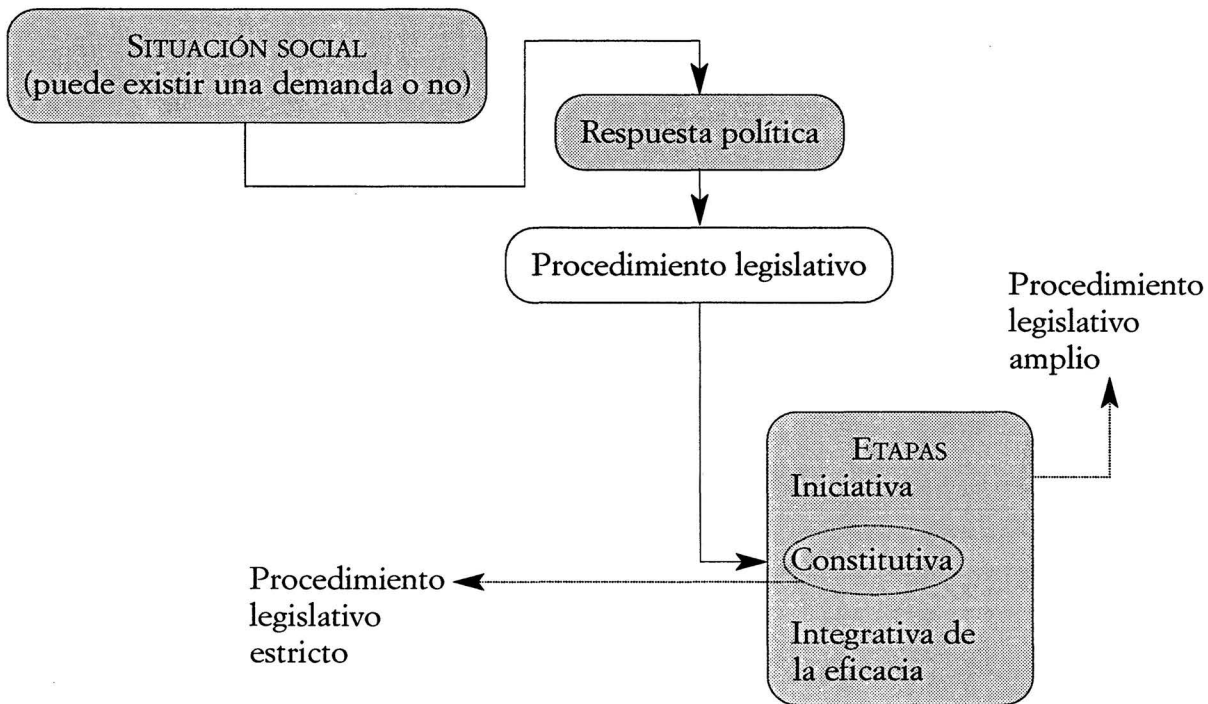 SITUACIÓN SOCIAL
(puede existir una demanda o no)
Respuesta política
Procedimiento legislativo
Procedimiento
legislativo
amplio
ETAPAS
Iniciativa
Constitutiva
Integrativa de
la eficacia
Procedimiento
legislativo
estricto